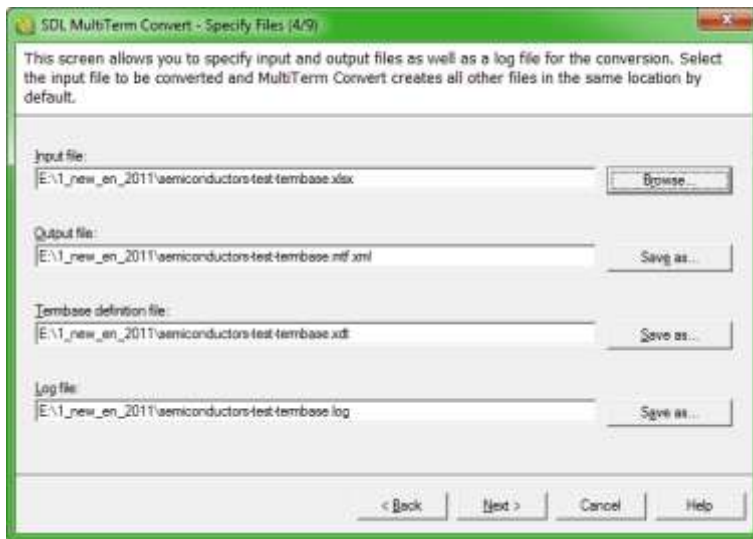 SDL MultiTerm Convert - Specify Files (4/9)
This screen allows you to specify input and output files as well as a log file for the conversion. Select
the input file to be converted and MultiTerm Convert creates all other files in the same location by
default.
Input file:
E:\1_new_en_2011\semiconductors-test-termbase.xlsx
Browse...
Output file:
E:\1_new_en_2011\semiconductors-test-termbase.mtf.xml
Save as...
Termbase definition file:
E:\1_new_en_2011\semiconductors-test-termbase.xdt
Save as...
Log file:
E:\1_new_en_2011\semiconductors-test-termbase.log
Save as...
< Back Next > Cancel Help